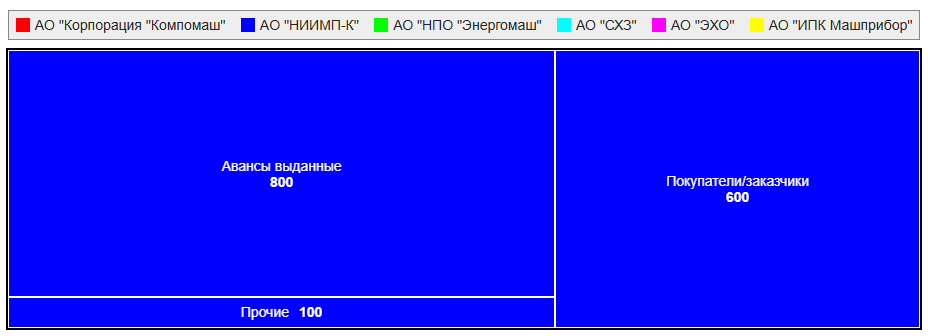 АО "Корпорация "Компомаш" АО "НИИМП-К" АО "НПО "Энергомаш" АО "СХЗ" АО "ЭХО" АО "ИПК Машприбор"
Авансы выданные
800
Прочие 100
Покупатели/заказчики
600